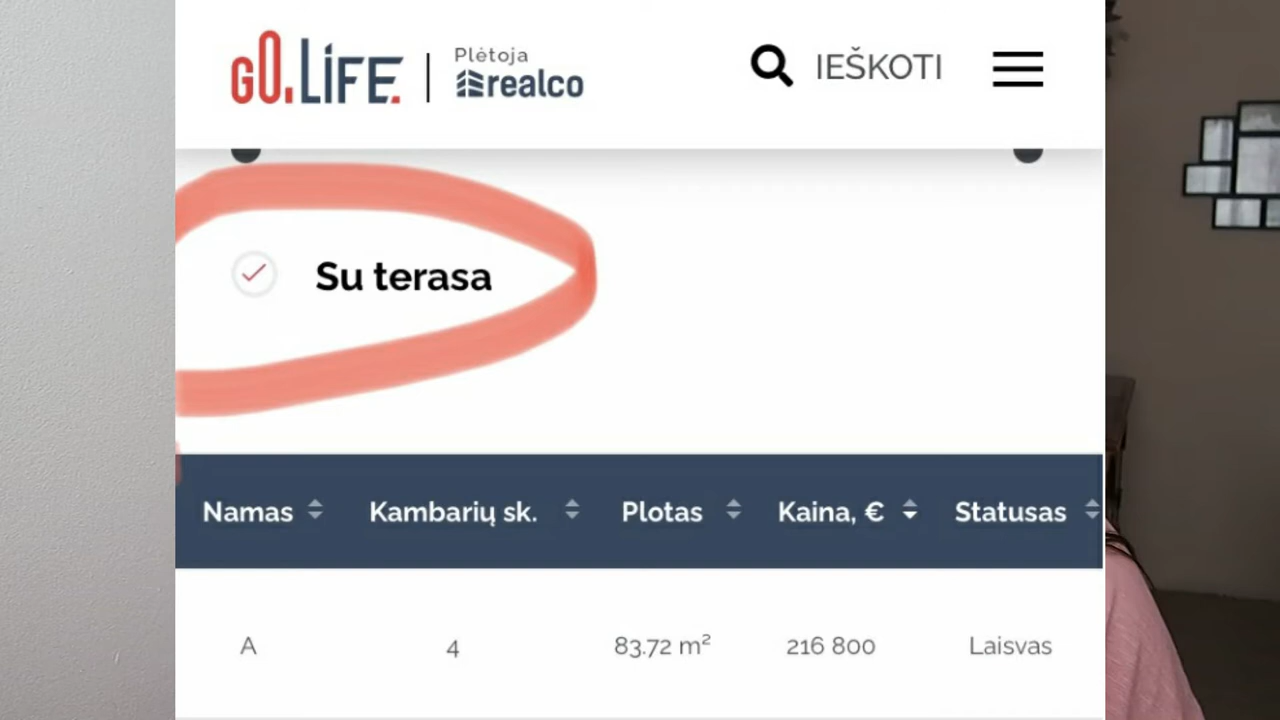 GO.LIFE.
Plėtoja
realco
IEŠKOTI
Su terasa
Namas Kambarių sk. Plotas Kaina, € Statusas
A 4 83.72 m² 216 800 Laisvas